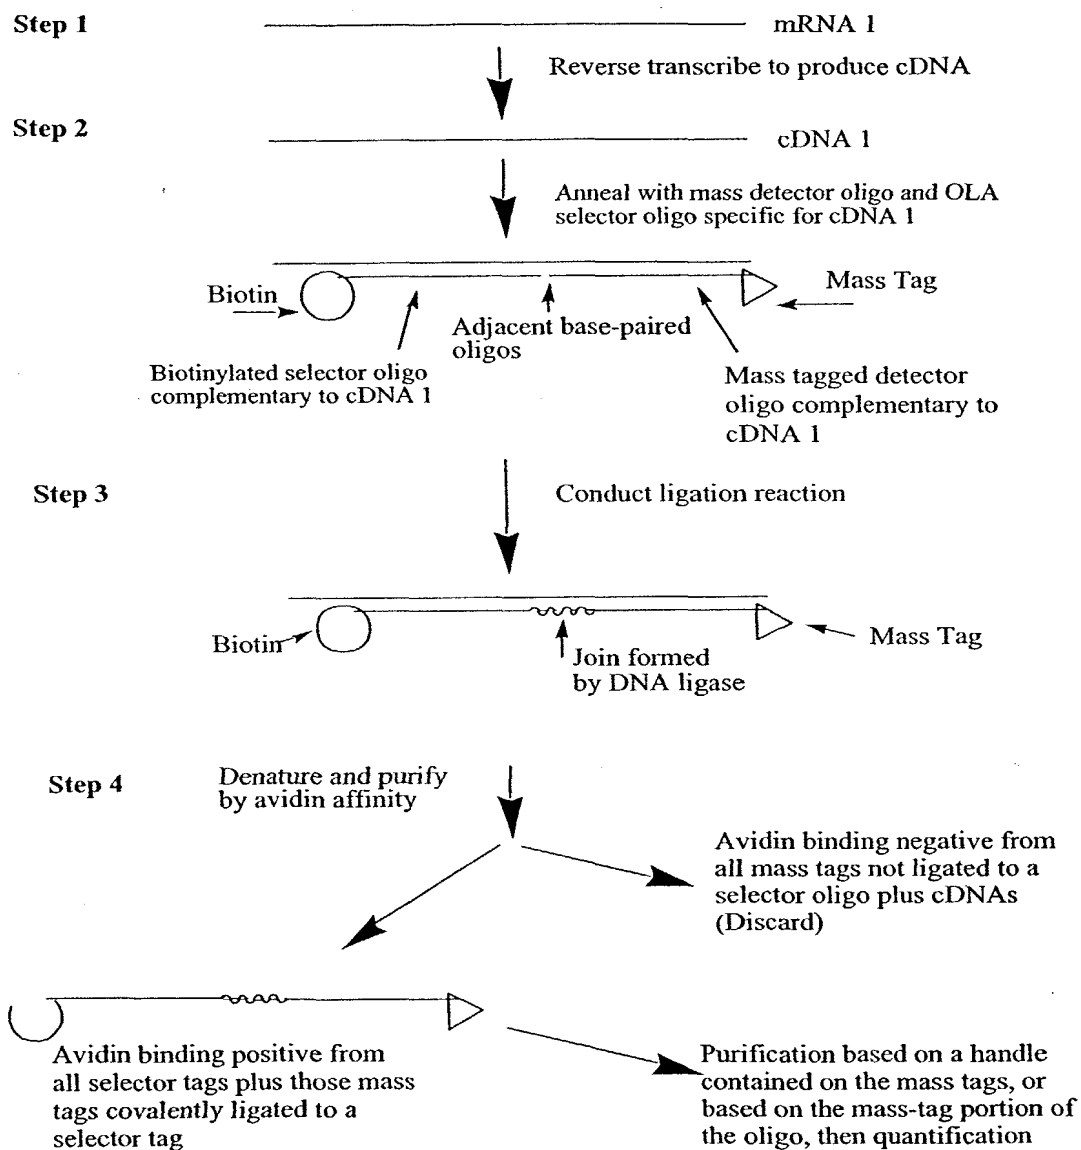 Step 1
mRNA 1
Reverse transcribe to produce cDNA
Step 2
cDNA 1
Anneal with mass detector oligo and OLA
selector oligo specific for cDNA 1
Biotin
Mass Tag
Adjacent base-paired
oligos
Biotinylated selector oligo
complementary to cDNA 1
Mass tagged detector
oligo complementary to
cDNA 1
Step 3
Conduct ligation reaction
Biotin
Mass Tag
Join formed
by DNA ligase
Step 4
Denature and purify
by avidin affinity
Avidin binding negative from
all mass tags not ligated to a
selector oligo plus cDNAs
(Discard)
Avidin binding positive from
all selector tags plus those mass
tags covalently ligated to a
selector tag
Purification based on a handle
contained on the mass tags, or
based on the mass-tag portion of
the oligo, then quantification